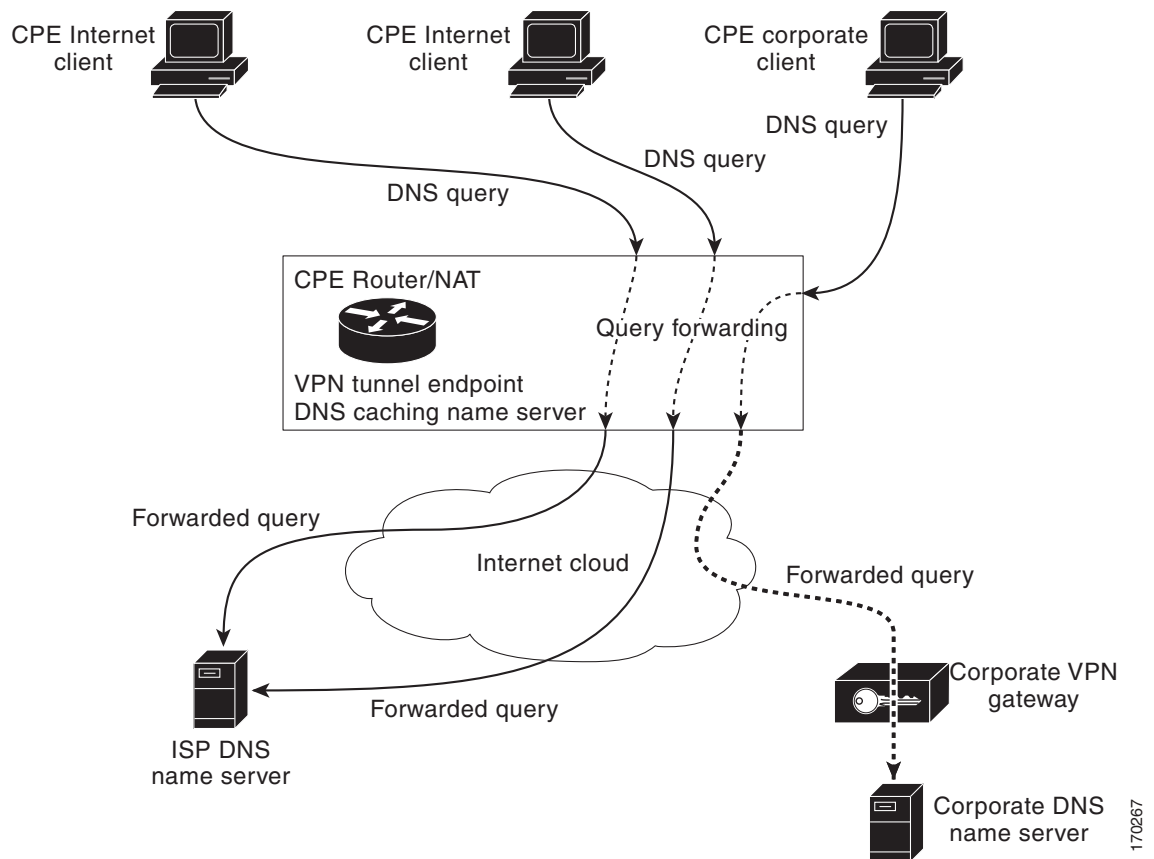 CPE Internet
client
CPE Internet
client
CPE corporate
client
DNS query
DNS query
DNS query
CPE Router/NAT
Query forwarding
VPN tunnel endpoint
DNS caching name server
Forwarded query
Internet cloud
Forwarded query
Corporate VPN
gateway
Forwarded query
ISP DNS
name server
Corporate DNS
name server
170267